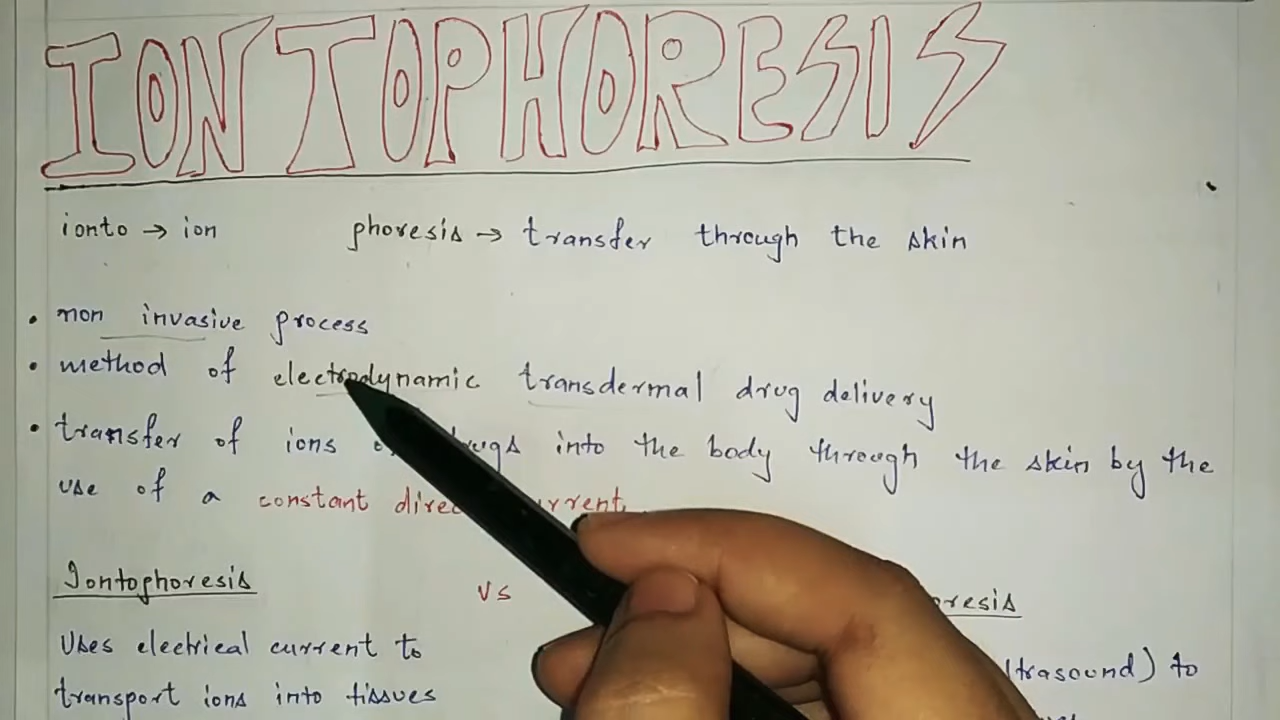 IONTOPHORESIS
ionto → ion phoresis → transfer through the skin
• non invasive process
• method of electrodynamic transdermal drug delivery
• transfer of ions into the body through the skin by the
use of a constant
Iontophoresis vs
Uses electrical current to to
transport ions into tissues